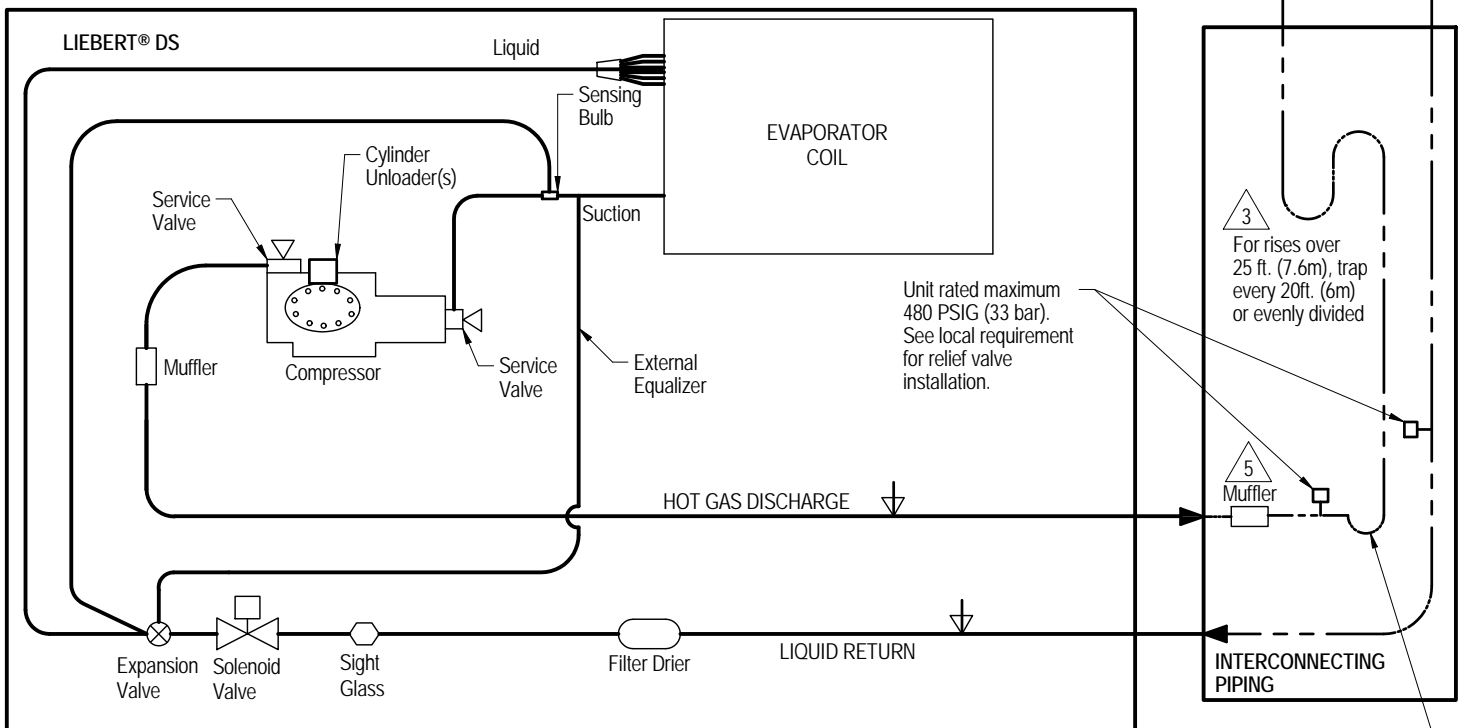 LIEBERT® DS
Liquid
Sensing
Bulb
EVAPORATOR
COIL
Cylinder
Unloader(s)
Service
Valve
Suction
3
For rises over
25 ft. (7.6m), trap
every 20ft. (6m)
or evenly divided
Unit rated maximum
480 PSIG (33 bar).
See local requirement
for relief valve
installation.
Muffler
Compressor
Service
Valve
External
Equalizer
5
Muffler
HOT GAS DISCHARGE
Expansion
Valve
Solenoid
Valve
Sight
Glass
Filter Drier
LIQUID RETURN
INTERCONNECTING
PIPING